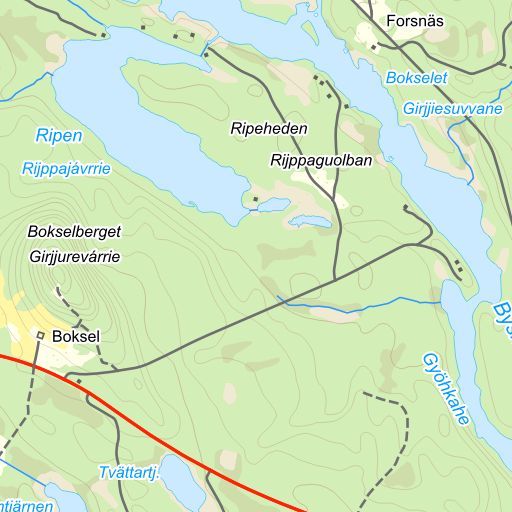 Forsnäs
Bokselet
Girjjiesuvvane
Ripen
Ripeheden
Rijppajávrrie
Rijppaguolban
Bokselberget
Girjjurevárrie
Boksel
Gyöhkahe
Tvättartj.